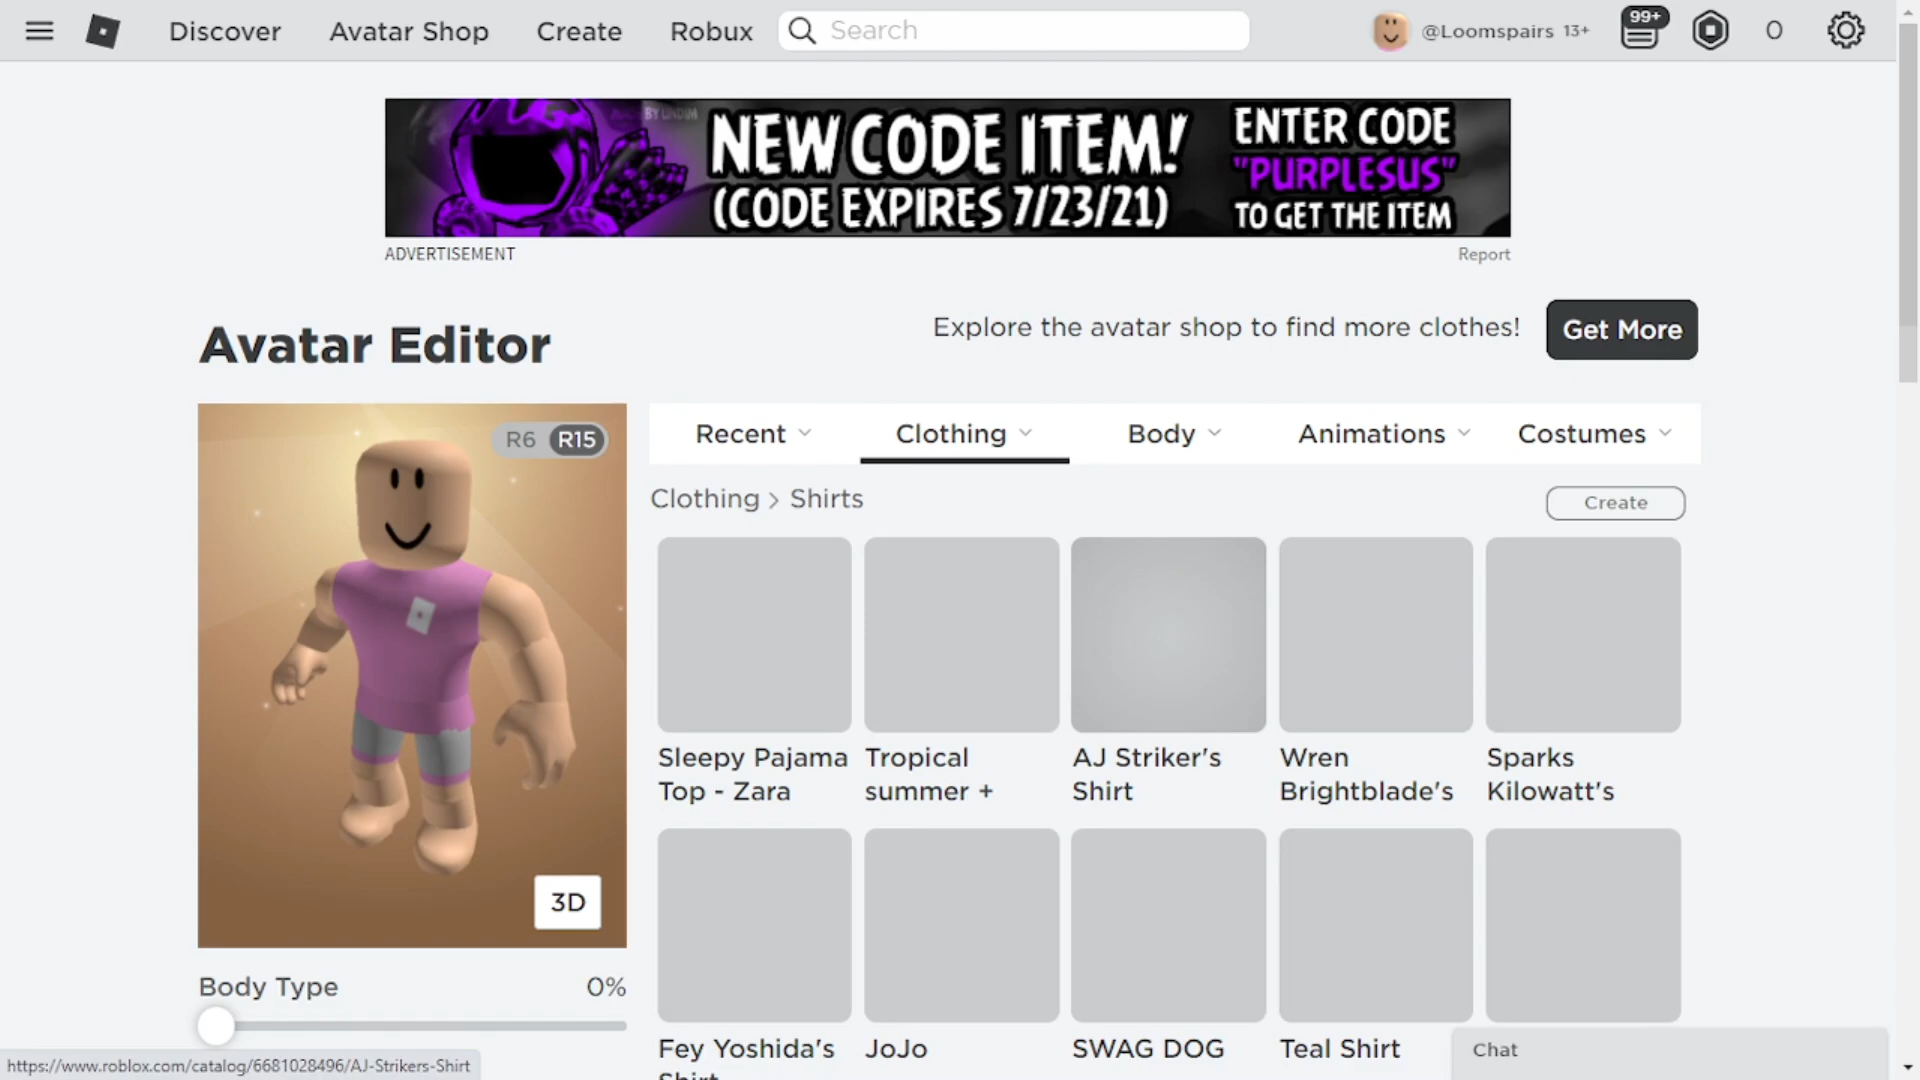 Discover
Avatar Shop
Create
Robux
Search
@Loomspairs 13+
99+
0
BY LINDIM
NEW CODE ITEM!
(CODE EXPIRES 7/23/21)
ENTER CODE
"PURPLESUS"
TO GET THE ITEM
ADVERTISEMENT
Report
Avatar Editor
Explore the avatar shop to find more clothes!
Get More
R6 R15
3D
Body Type
0%
Recent
Clothing
Body
Animations
Costumes
Clothing > Shirts
Create
Sleepy Pajama
Top - Zara
Tropical
summer +
AJ Striker's
Shirt
Wren
Brightblade's
Sparks
Kilowatt's
Fey Yoshida's
Shirt
JoJo
SWAG DOG
Teal Shirt
Chat
https://www.roblox.com/catalog/6681028496/AJ-Strikers-Shirt